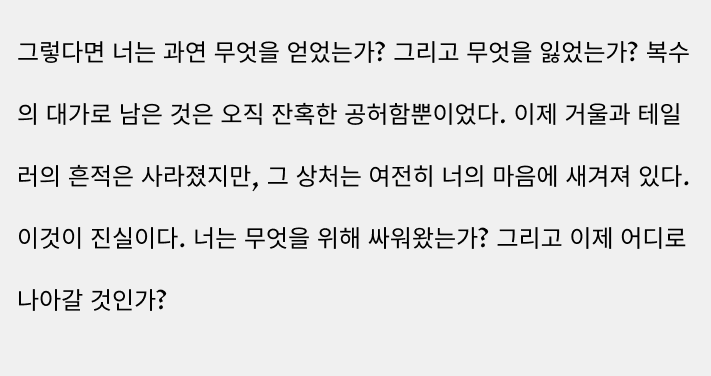 그렇다면 너는 과연 무엇을 얻었는가? 그리고 무엇을 잃었는가? 복수
의 대가로 남은 것은 오직 잔혹한 공허함뿐이었다. 이제 거울과 테일
러의 흔적은 사라졌지만, 그 상처는 여전히 너의 마음에 새겨져 있다.
이것이 진실이다. 너는 무엇을 위해 싸워왔는가? 그리고 이제 어디로
나아갈 것인가?